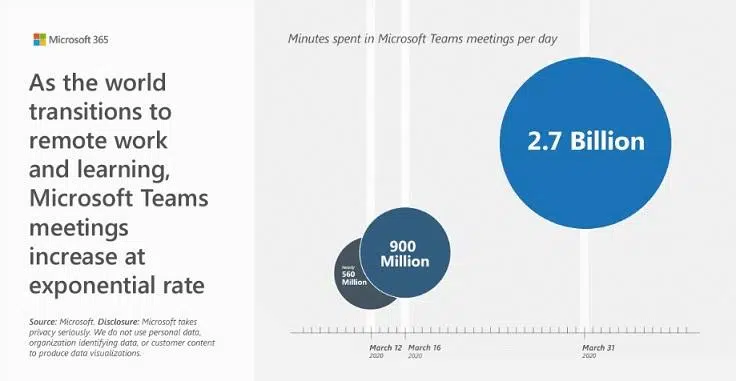 Microsoft 365
As the world
transitions to
remote work
and learning,
Microsoft Teams
meetings
increase at
exponential rate
Source: Microsoft. Disclosure: Microsoft takes
privacy seriously. We do not use personal data,
organization identifying data, or customer content
to produce data visualizations.
Minutes spent in Microsoft Teams meetings per day
2.7 Billion
900
Million
Nearly
560
Million
March 12
2020
March 16
2020
March 31
2020